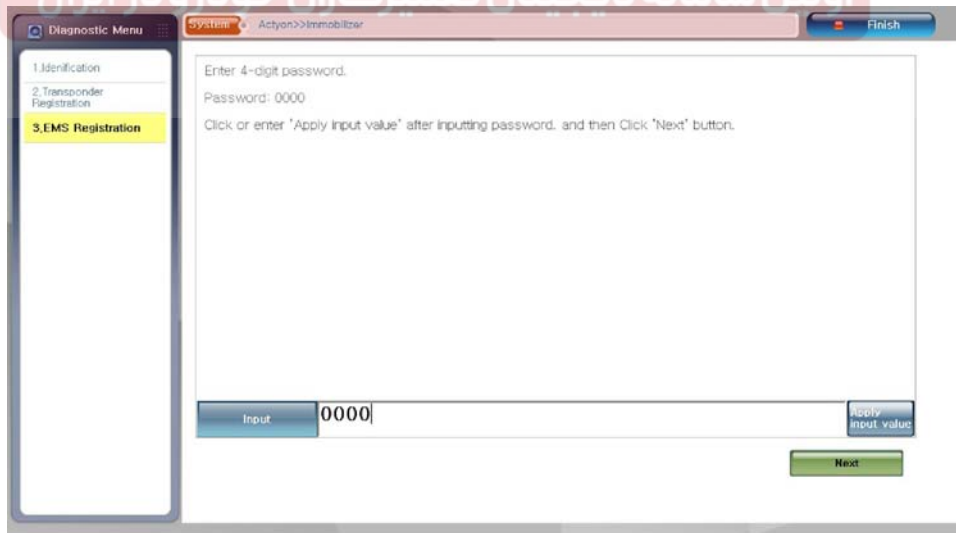 Diagnostic Menu
System
Actyon>>Immobilizer
Finish
1.Idenification
2.Transponder
Registration
3.EMS Registration
Enter 4-digit password.
Password: 0000
Click or enter 'Apply input value' after inputting password. and then Click 'Next' button.
Input
0000
Apply
input value
Next